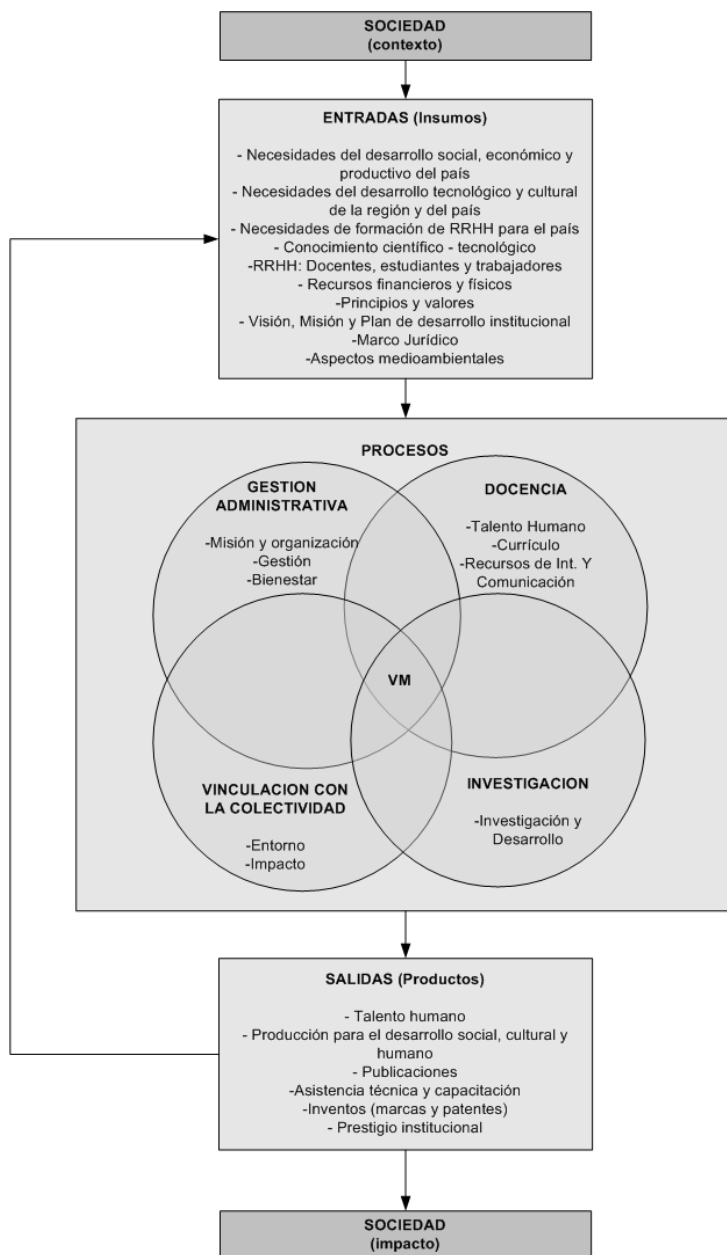 SOCIEDAD
(contexto)
ENTRADAS (Insumos)
- Necesidades del desarrollo social, económico y
productivo del país
- Necesidades del desarrollo tecnológico y cultural
de la región y del país
- Necesidades de formación de RRHH para el país
- Conocimiento científico - tecnológico
-RRHH: Docentes, estudiantes y trabajadores
- Recursos financieros y físicos
-Principios y valores
- Visión, Misión y Plan de desarrollo institucional
-Marco Jurídico
-Aspectos medioambientales
PROCESOS
GESTION
ADMINISTRATIVA
-Misión y organización
-Gestión
-Bienestar
DOCENCIA
-Talento Humano
-Currículo
-Recursos de Int. Y
Comunicación
VM
VINCULACION CON
LA COLECTIVIDAD
-Entorno
-Impacto
INVESTIGACION
-Investigación y
Desarrollo
SALIDAS (Productos)
- Talento humano
- Producción para el desarrollo social, cultural y
humano
- Publicaciones
-Asistencia técnica y capacitación
-Inventos (marcas y patentes)
- Prestigio institucional
SOCIEDAD
(impacto)